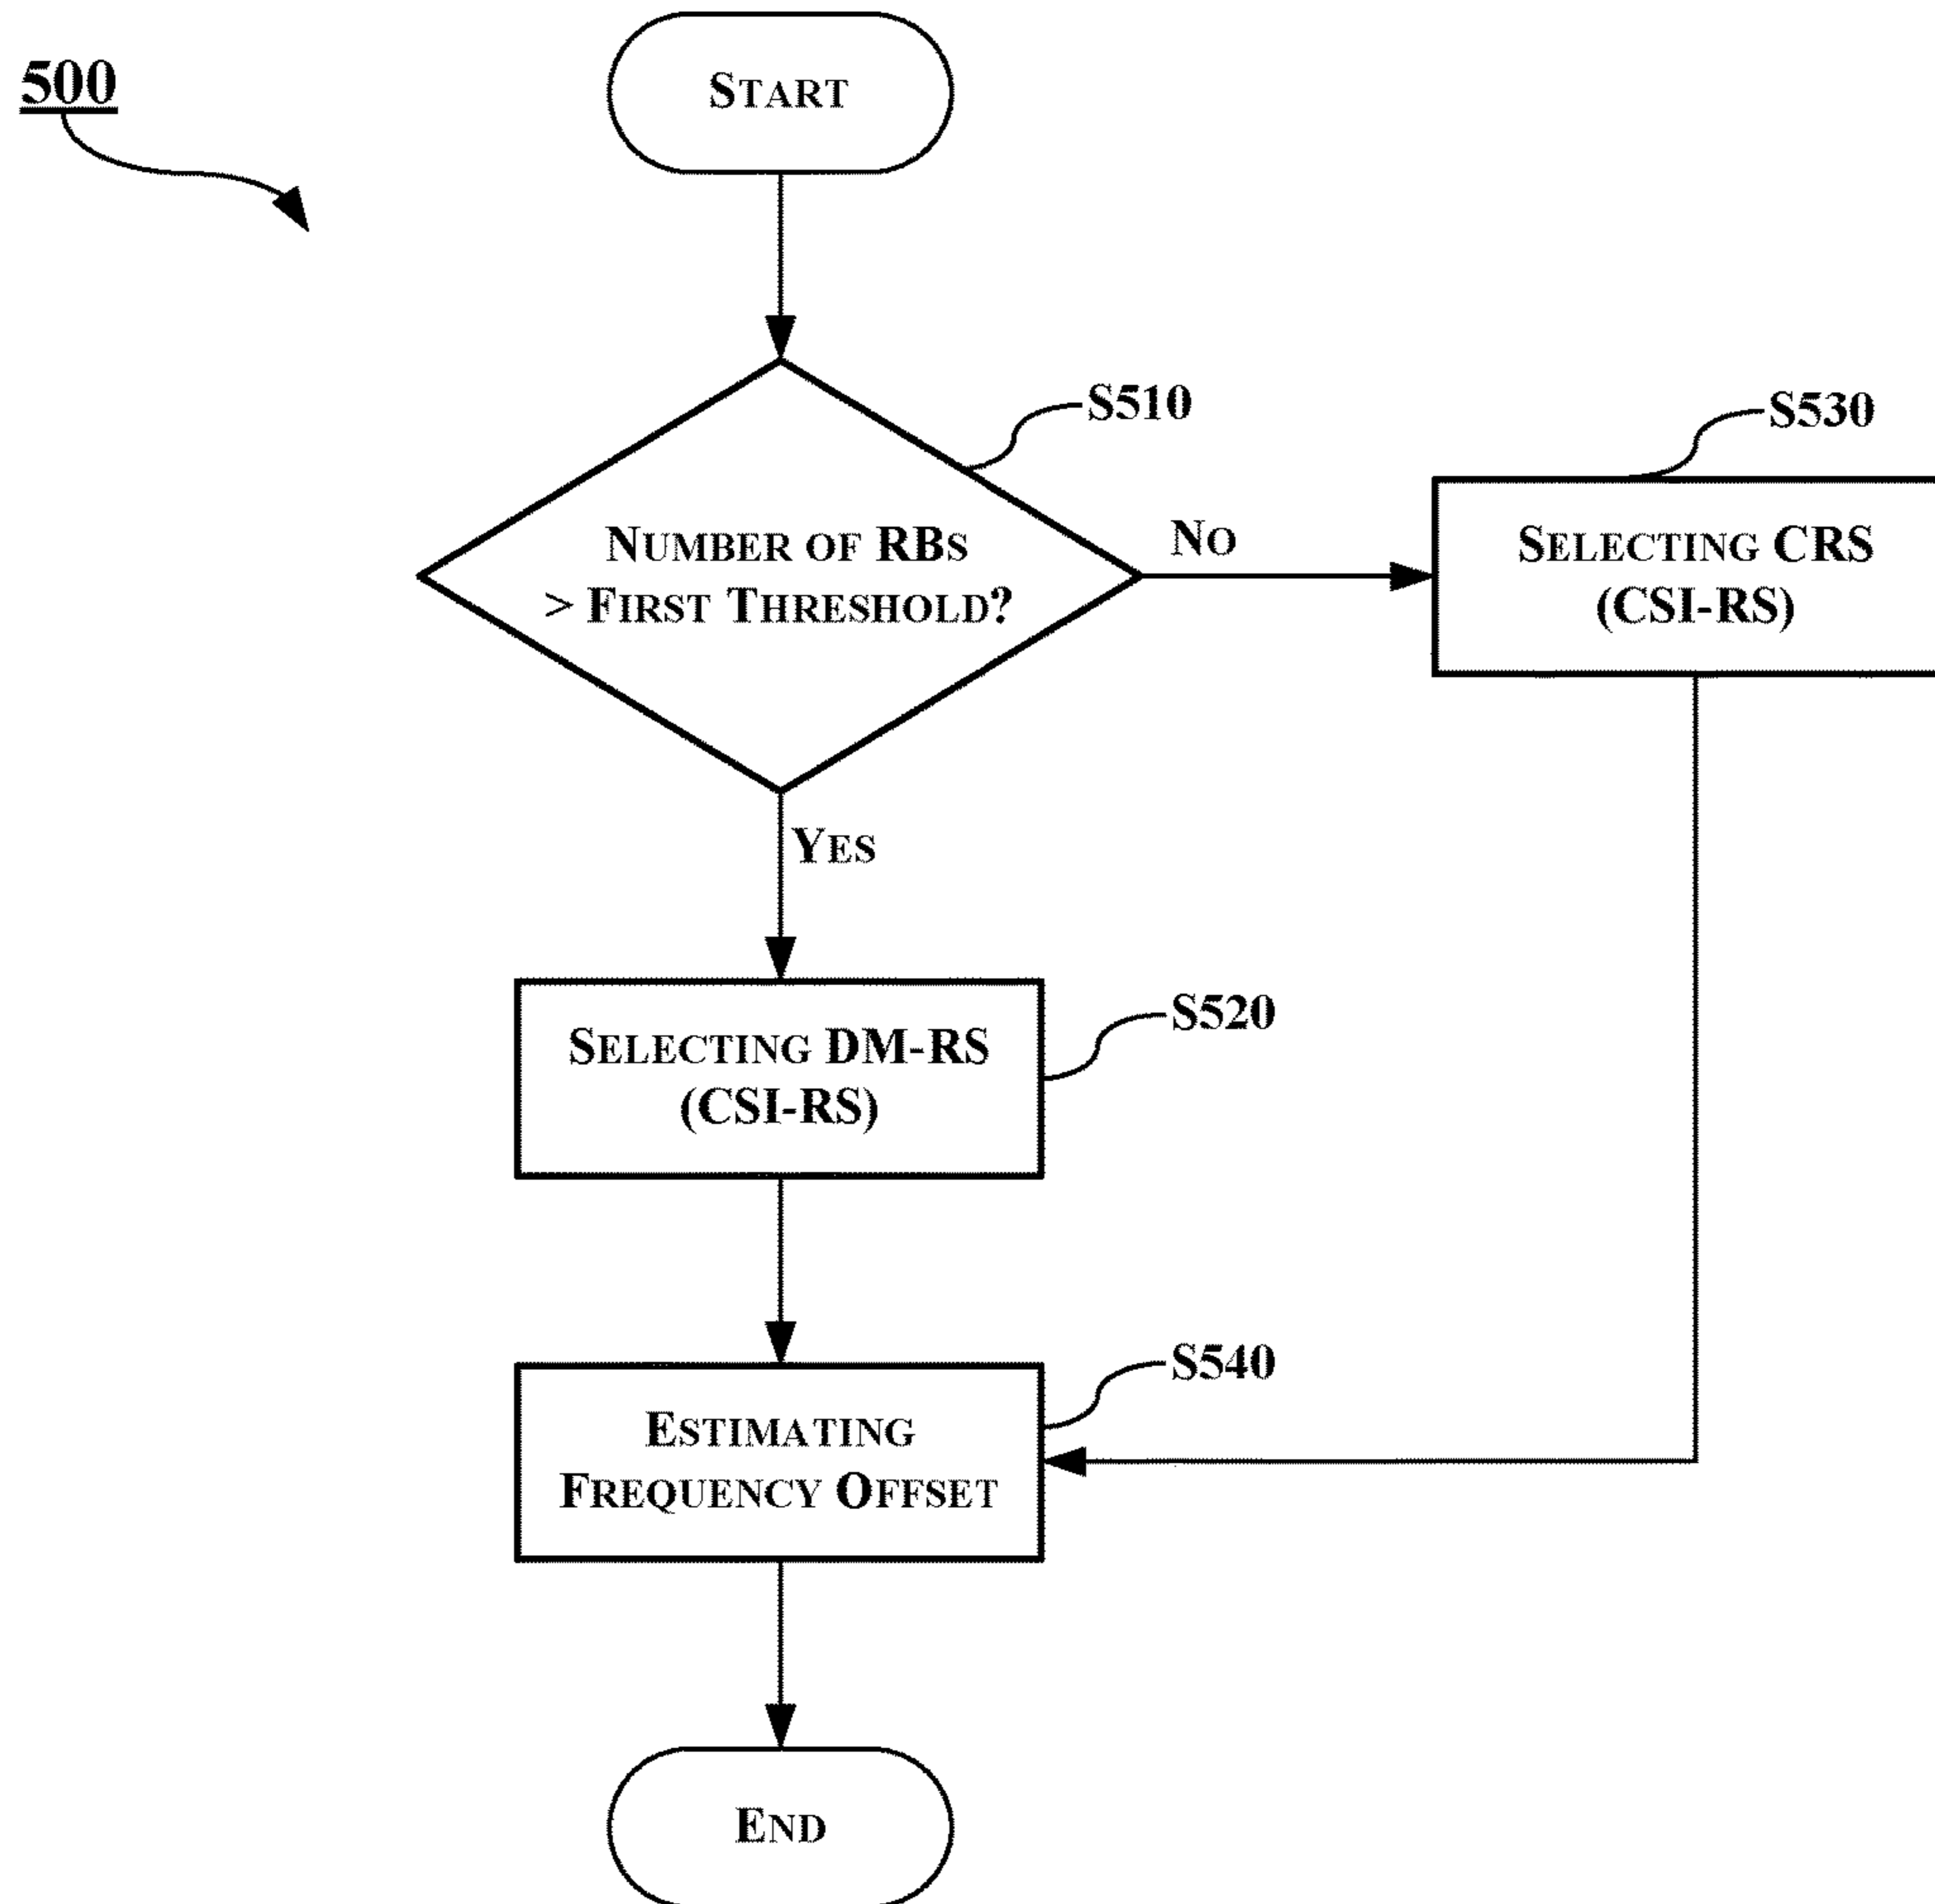 500
START
S510
S530
NUMBER OF RBS
> FIRST THRESHOLD?
NO
SELECTING CRS
(CSI-RS)
YES
S520
SELECTING DM-RS
(CSI-RS)
S540
ESTIMATING
FREQUENCY OFFSET
END